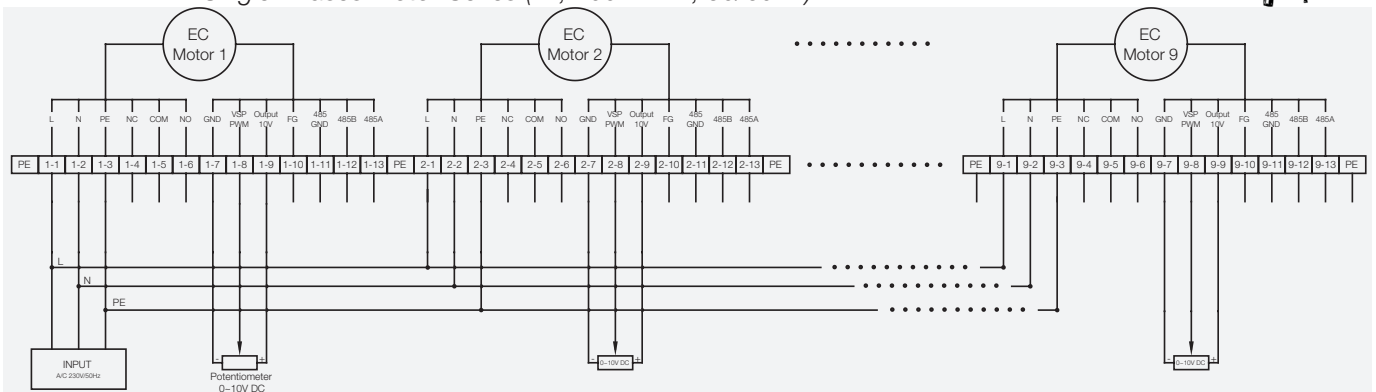 EC EC EC
Motor 1 Motor 2 Motor 9
L N PE NC COM NO GND VSP PWM Output 10V FG 485 GND 485B 485A
L N PE NC COM NO GND VSP PWM Output 10V FG 485 GND 485B 485A
L N PE NC COM NO GND VSP PWM Output 10V FG 485 GND 485B 485A
PE 1-1 1-2 1-3 1-4 1-5 1-6 1-7 1-8 1-9 1-10 1-11 1-12 1-13 PE 2-1 2-2 2-3 2-4 2-5 2-6 2-7 2-8 2-9 2-10 2-11 2-12 2-13 PE
PE 9-1 9-2 9-3 9-4 9-5 9-6 9-7 9-8 9-9 9-10 9-11 9-12 9-13 PE
L
N
PE
INPUT
A/C 230V/50Hz
- +
Potentiometer
0~10V DC
- 0~10V DC +
- 0~10V DC +